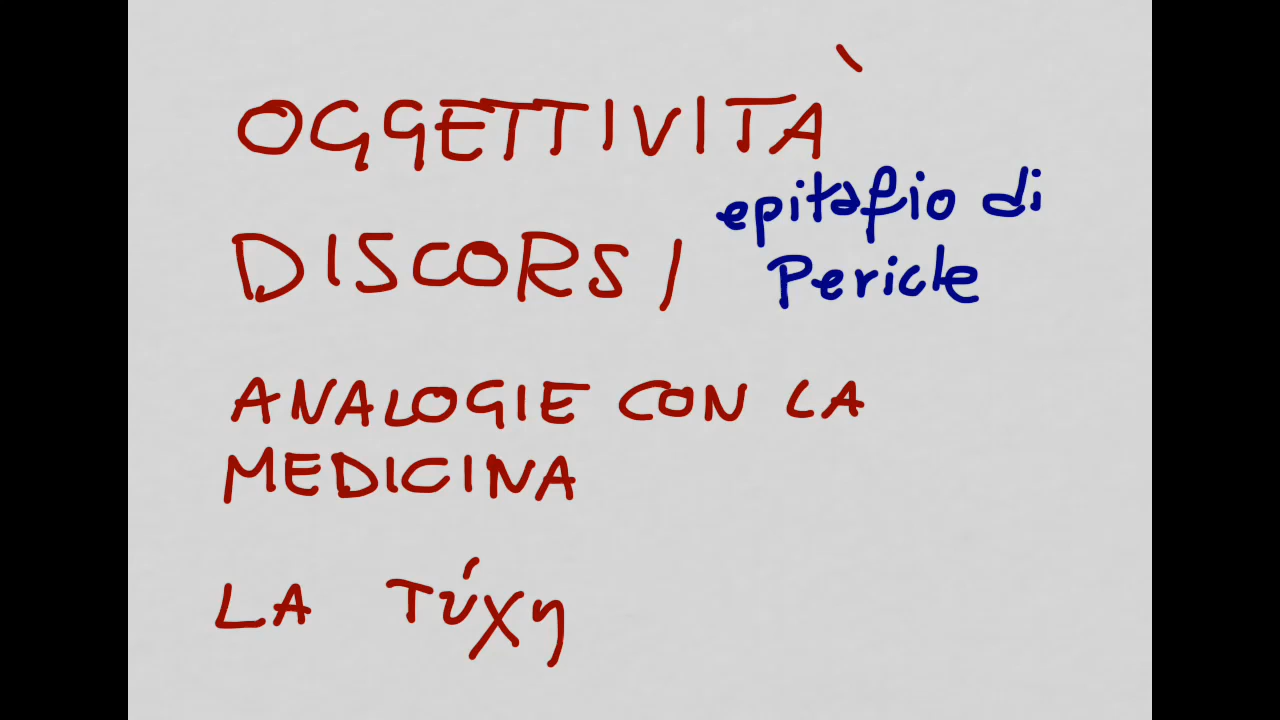 OGGETTIVITÀ
epitafio di
DISCORSI
Pericle
ANALOGIE CON LA
MEDICINA
LA τύχη